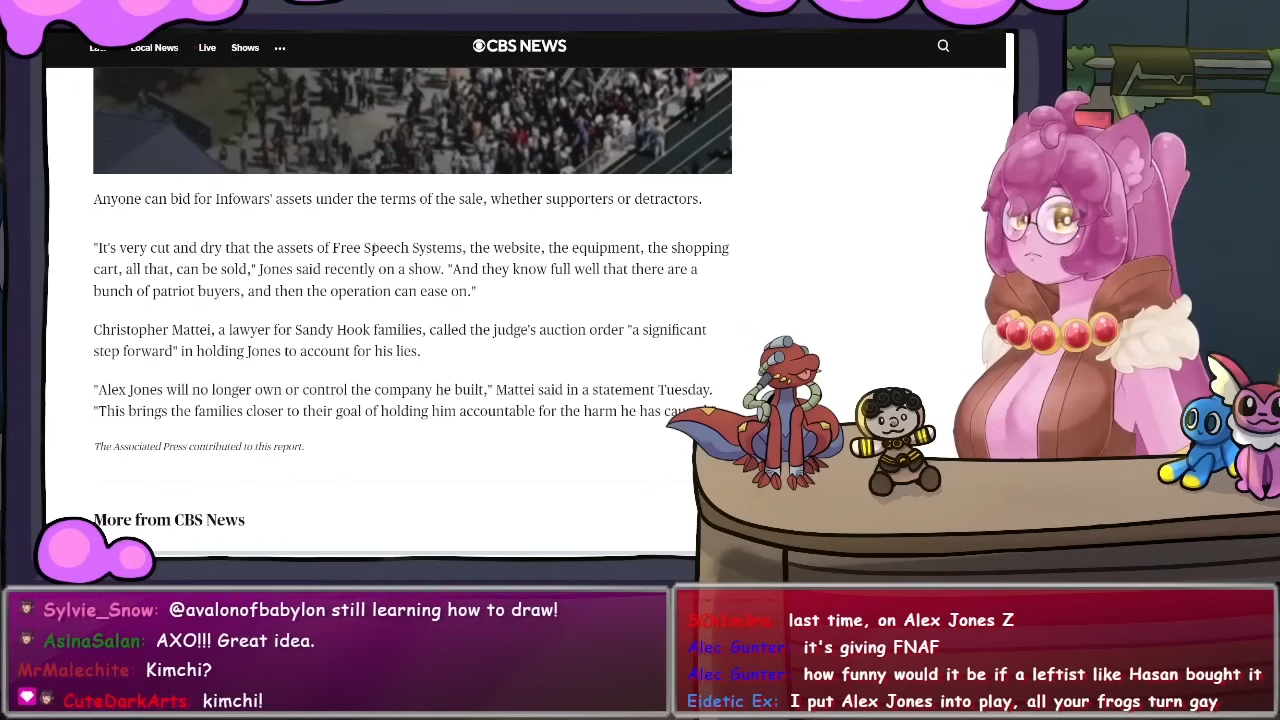 Local News Live Shows ...
CBS NEWS
Anyone can bid for Infowars' assets under the terms of the sale, whether supporters or detractors.
"It's very cut and dry that the assets of Free Speech Systems, the website, the equipment, the shopping
cart, all that, can be sold," Jones said recently on a show. "And they know full well that there are a
bunch of patriot buyers, and then the operation can ease on."
Christopher Mattei, a lawyer for Sandy Hook families, called the judge's auction order "a significant
step forward" in holding Jones to account for his lies.
"Alex Jones will no longer own or control the company he built," Mattei said in a statement Tuesday.
"This brings the families closer to their goal of holding him accountable for the harm he has
The Associated Press contributed to this report.
More from CBS News
Sylvie_Snow: @avalonofbabylon still learning how to draw!
AsinaSalan: AXO!!! Great idea.
MrMalechite: Kimchi?
CuteDarkArts: kimchi!
last time, on Alex Jones Z
Alec Gunter: it's giving FNAF
Alec Gunter: how funny would it be if a leftist like Hasan bought it
Eidetic Ex: I put Alex Jones into play, all your frogs turn gay